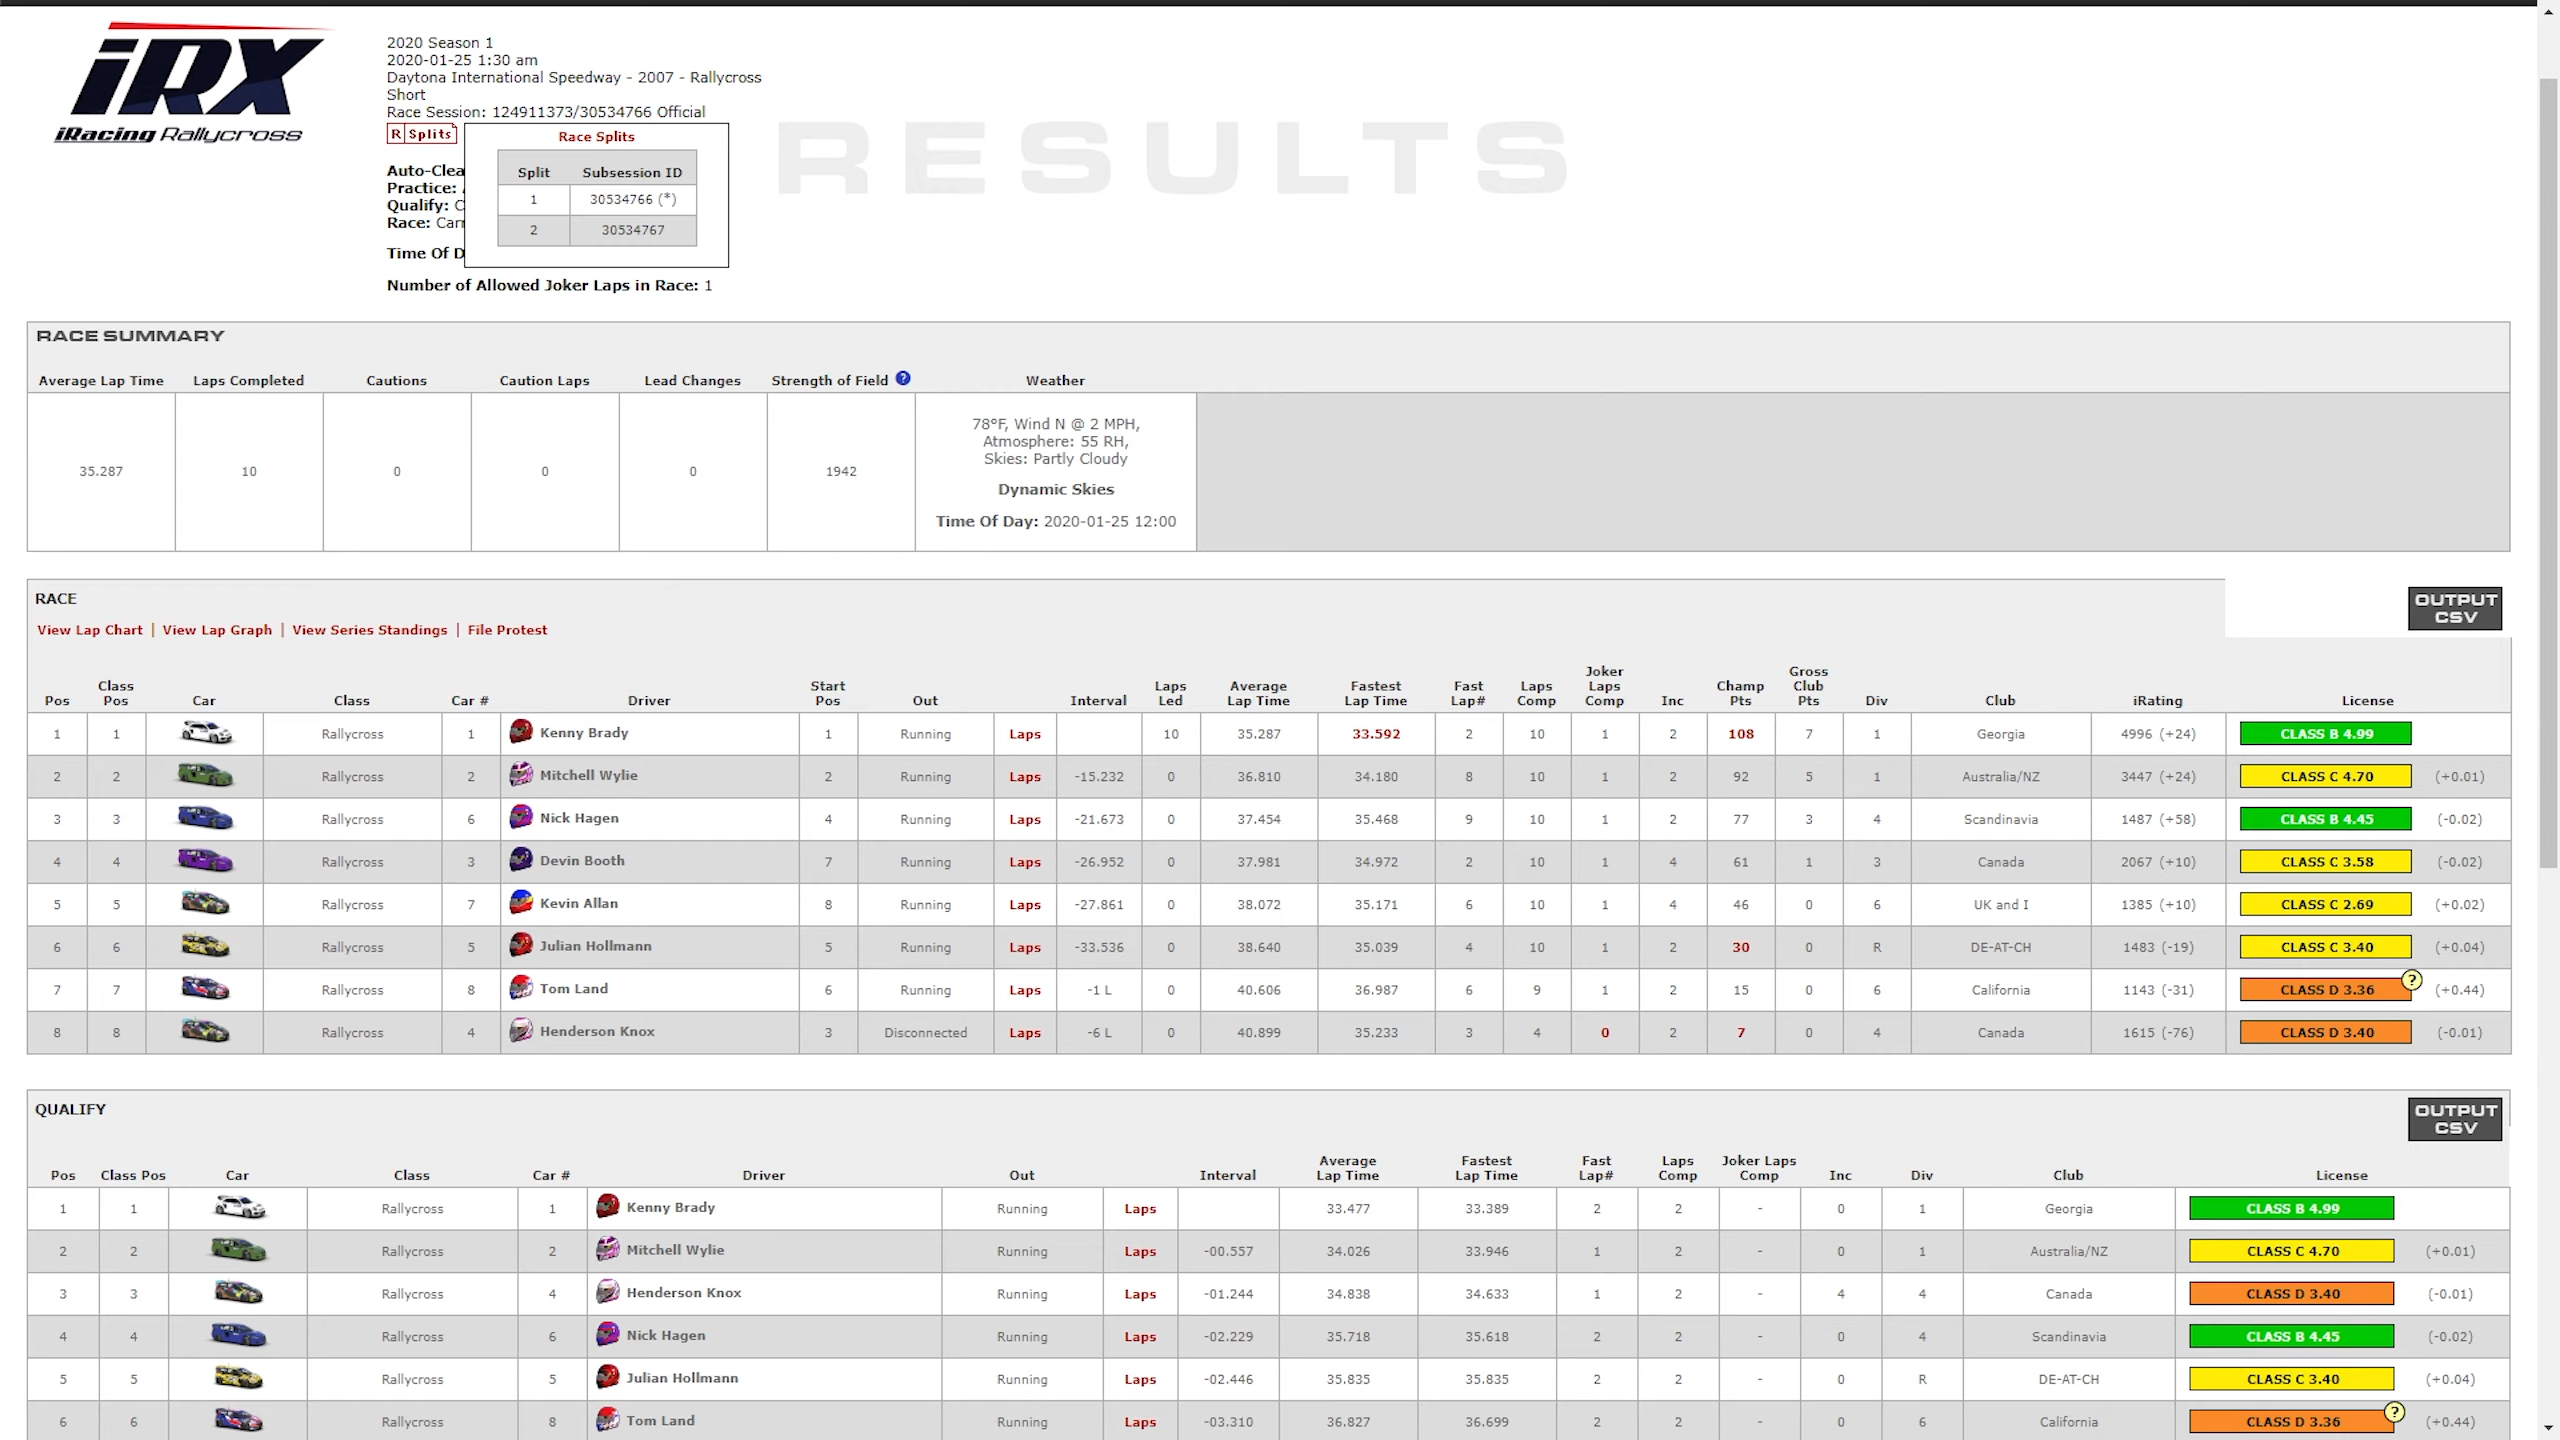 iRX
iRacing Rallycross
2020 Season 1
2020-01-25 1:30 am
Daytona International Speedway - 2007 - Rallycross
Short
Race Session: 124911373/30534766 Official
R Splits
Race Splits
Split Subsession ID
1 30534766 (*)
2 30534767
RESULTS
Auto-Clea
Practice:
Qualify:
Race: Car
Time Of D
Number of Allowed Joker Laps in Race: 1
RACE SUMMARY
Average Lap Time Laps Completed Cautions Caution Laps Lead Changes Strength of Field ? Weather
35.287 10 0 0 0 1942
78°F, Wind N @ 2 MPH,
Atmosphere: 55 RH,
Skies: Partly Cloudy
Dynamic Skies
Time Of Day: 2020-01-25 12:00
RACE
OUTPUT
CSV
View Lap Chart | View Lap Graph | View Series Standings | File Protest
Pos Class Pos Car Class Car # Driver Start Pos Out Interval Laps Led Average Lap Time Fastest Lap Time Fast Lap# Laps Comp Joker Laps Comp Inc Champ Pts Gross Club Pts Div Club iRating License
1 1 Rallycross 1 Kenny Brady 1 Running Laps 10 35.287 33.592 2 10 1 2 108 7 1 Georgia 4996 (+24) CLASS B 4.99
2 2 Rallycross 2 Mitchell Wylie 2 Running Laps -15.232 0 36.810 34.180 8 10 1 2 92 5 1 Australia/NZ 3447 (+24) CLASS C 4.70 (+0.01)
3 3 Rallycross 6 Nick Hagen 4 Running Laps -21.673 0 37.454 35.468 9 10 1 2 77 3 4 Scandinavia 1487 (+58) CLASS B 4.45 (-0.02)
4 4 Rallycross 3 Devin Booth 7 Running Laps -26.952 0 37.981 34.972 2 10 1 4 61 1 3 Canada 2067 (+10) CLASS C 3.58 (-0.02)
5 5 Rallycross 7 Kevin Allan 8 Running Laps -27.861 0 38.072 35.171 6 10 1 4 46 0 6 UK and I 1385 (+10) CLASS C 2.69 (+0.02)
6 6 Rallycross 5 Julian Hollmann 5 Running Laps -33.536 0 38.640 35.039 4 10 1 2 30 0 R DE-AT-CH 1483 (-19) CLASS C 3.40 (+0.04)
7 7 Rallycross 8 Tom Land 6 Running Laps -1 L 0 40.606 36.987 6 9 1 2 15 0 6 California 1143 (-31) CLASS D 3.36 ? (+0.44)
8 8 Rallycross 4 Henderson Knox 3 Disconnected Laps -6 L 0 40.899 35.233 3 4 0 2 7 0 4 Canada 1615 (-76) CLASS D 3.40 (-0.01)
QUALIFY
OUTPUT
CSV
Pos Class Pos Car Class Car # Driver Out Interval Average Lap Time Fastest Lap Time Fast Lap# Laps Comp Joker Laps Comp Inc Div Club License
1 1 Rallycross 1 Kenny Brady Running Laps 33.477 33.389 2 2 - 0 1 Georgia CLASS B 4.99
2 2 Rallycross 2 Mitchell Wylie Running Laps -00.557 34.026 33.946 1 2 - 0 1 Australia/NZ CLASS C 4.70 (+0.01)
3 3 Rallycross 4 Henderson Knox Running Laps -01.244 34.838 34.633 1 2 - 4 4 Canada CLASS D 3.40 (-0.01)
4 4 Rallycross 6 Nick Hagen Running Laps -02.229 35.718 35.618 2 2 - 0 4 Scandinavia CLASS B 4.45 (-0.02)
5 5 Rallycross 5 Julian Hollmann Running Laps -02.446 35.835 35.835 2 2 - 0 R DE-AT-CH CLASS C 3.40 (+0.04)
6 6 Rallycross 8 Tom Land Running Laps -03.310 36.827 36.699 2 2 - 0 6 California CLASS D 3.36 ? (+0.44)